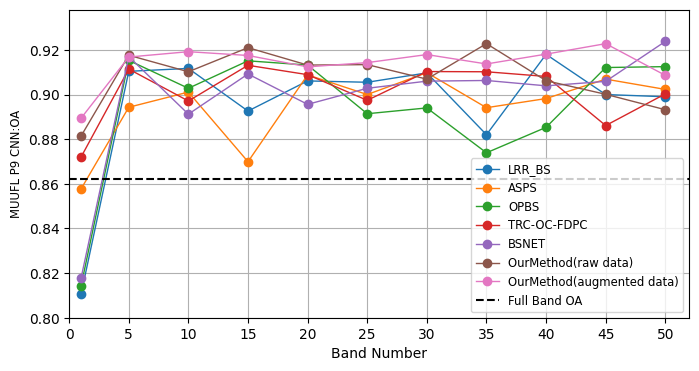 0.92
0.90
0.88
0.86
0.84
0.82
0.80
MUUFL P9 CNN:OA
0 5 10 15 20 25 30 35 40 45 50
Band Number
LRR_BS
ASPS
OPBS
TRC-OC-FDPC
BSNET
OurMethod(raw data)
OurMethod(augmented data)
Full Band OA